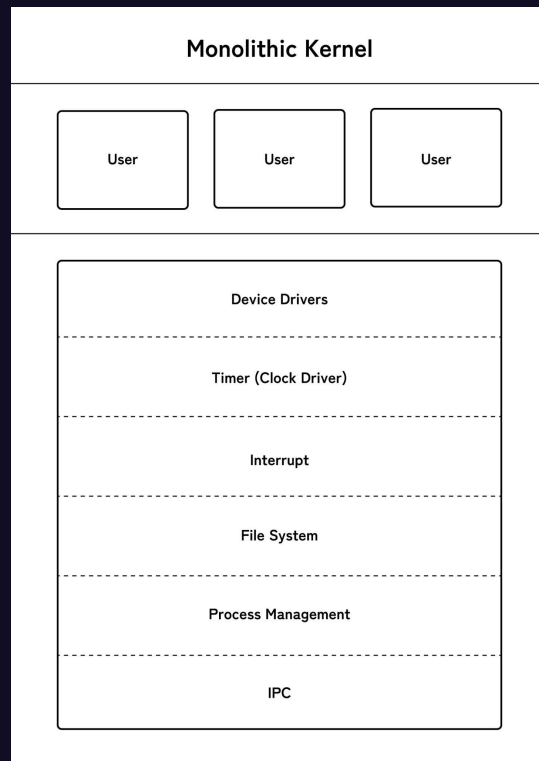 Monolithic Kernel
User
User
User
Device Drivers
Timer (Clock Driver)
Interrupt
File System
Process Management
IPC